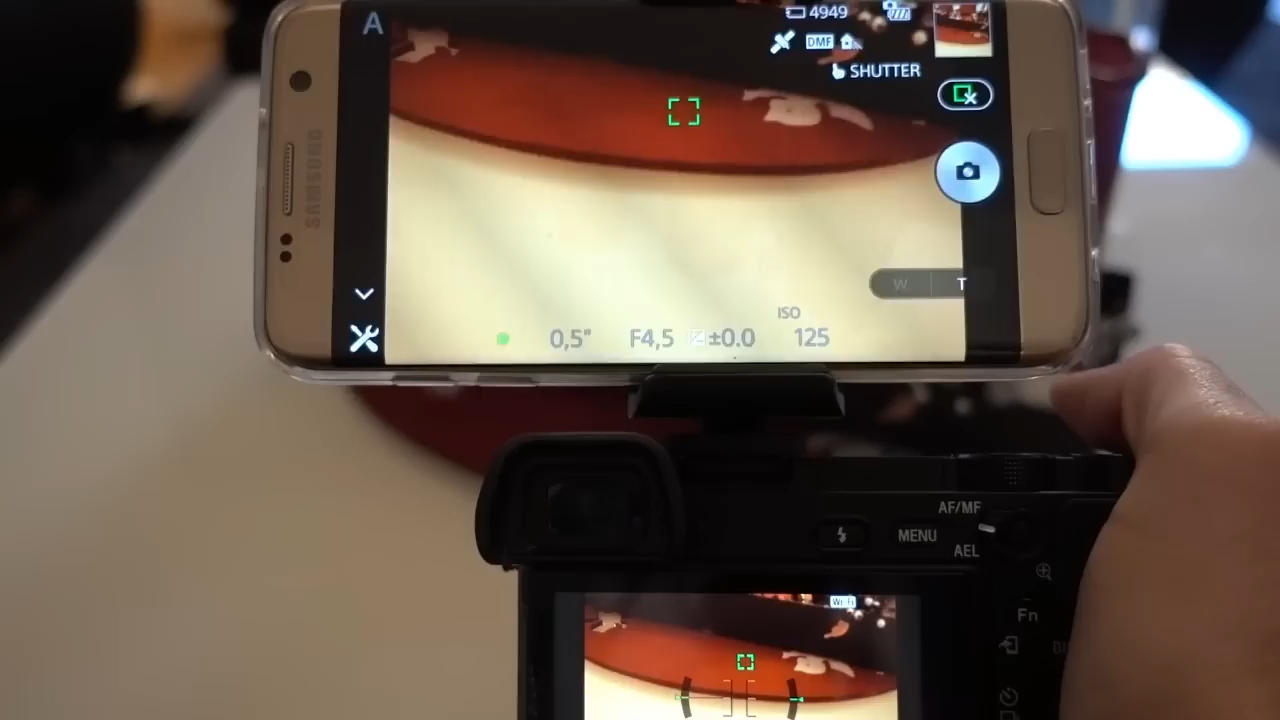 A
4949
DMF
SHUTTER
SAMSUNG
W T
ISO
0,5" F4,5 ±0.0 125
AF/MF
MENU
AEL
Fn
Wi-Fi